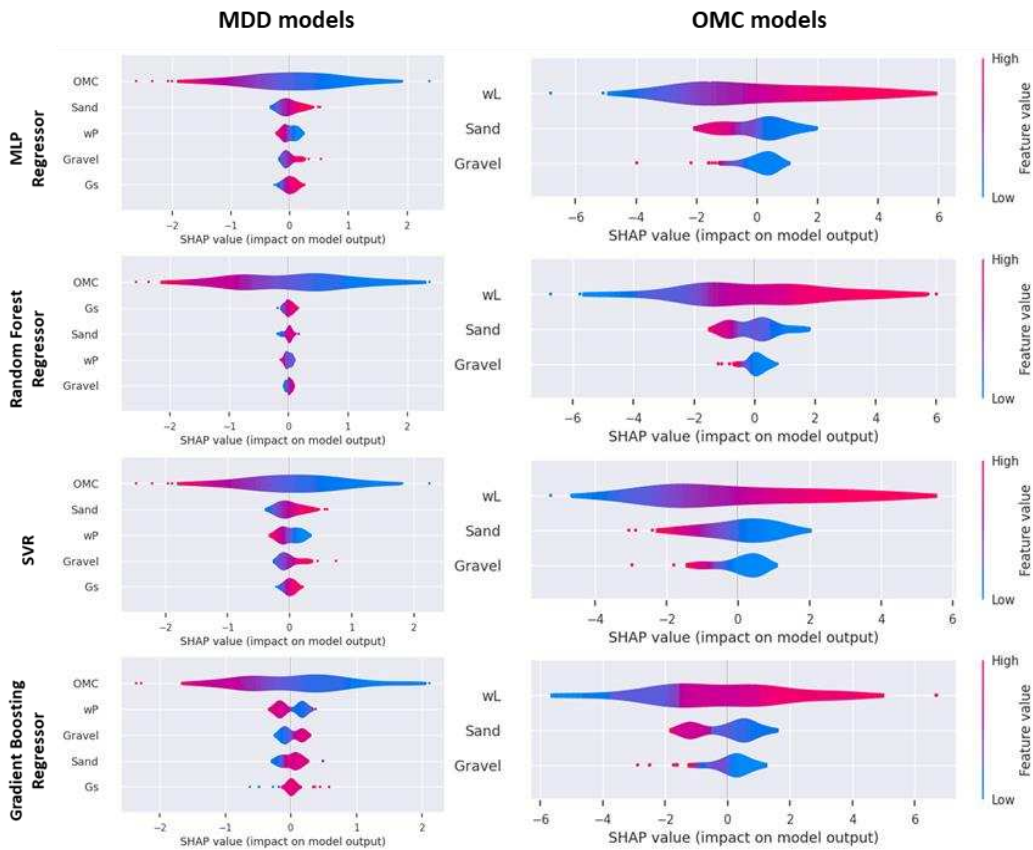 MDD models
OMC models
MLP
Regressor
OMC
Sand
wP
Gravel
Gs
−2 −1 0 1 2
SHAP value (impact on model output)
wL
Sand
Gravel
−6 −4 −2 0 2 4 6
SHAP value (impact on model output)
High
Feature value
Low
Random Forest
Regressor
OMC
Gs
Sand
wP
Gravel
−2 −1 0 1 2
SHAP value (impact on model output)
wL
Sand
Gravel
−6 −4 −2 0 2 4 6
SHAP value (impact on model output)
High
Feature value
Low
SVR
OMC
Sand
wP
Gravel
Gs
−2 −1 0 1 2
SHAP value (impact on model output)
wL
Sand
Gravel
−4 −2 0 2 4 6
SHAP value (impact on model output)
High
Feature value
Low
Gradient Boosting
Regressor
OMC
wP
Gravel
Sand
Gs
−2 −1 0 1 2
SHAP value (impact on model output)
wL
Sand
Gravel
−6 −4 −2 0 2 4 6
SHAP value (impact on model output)
High
Feature value
Low